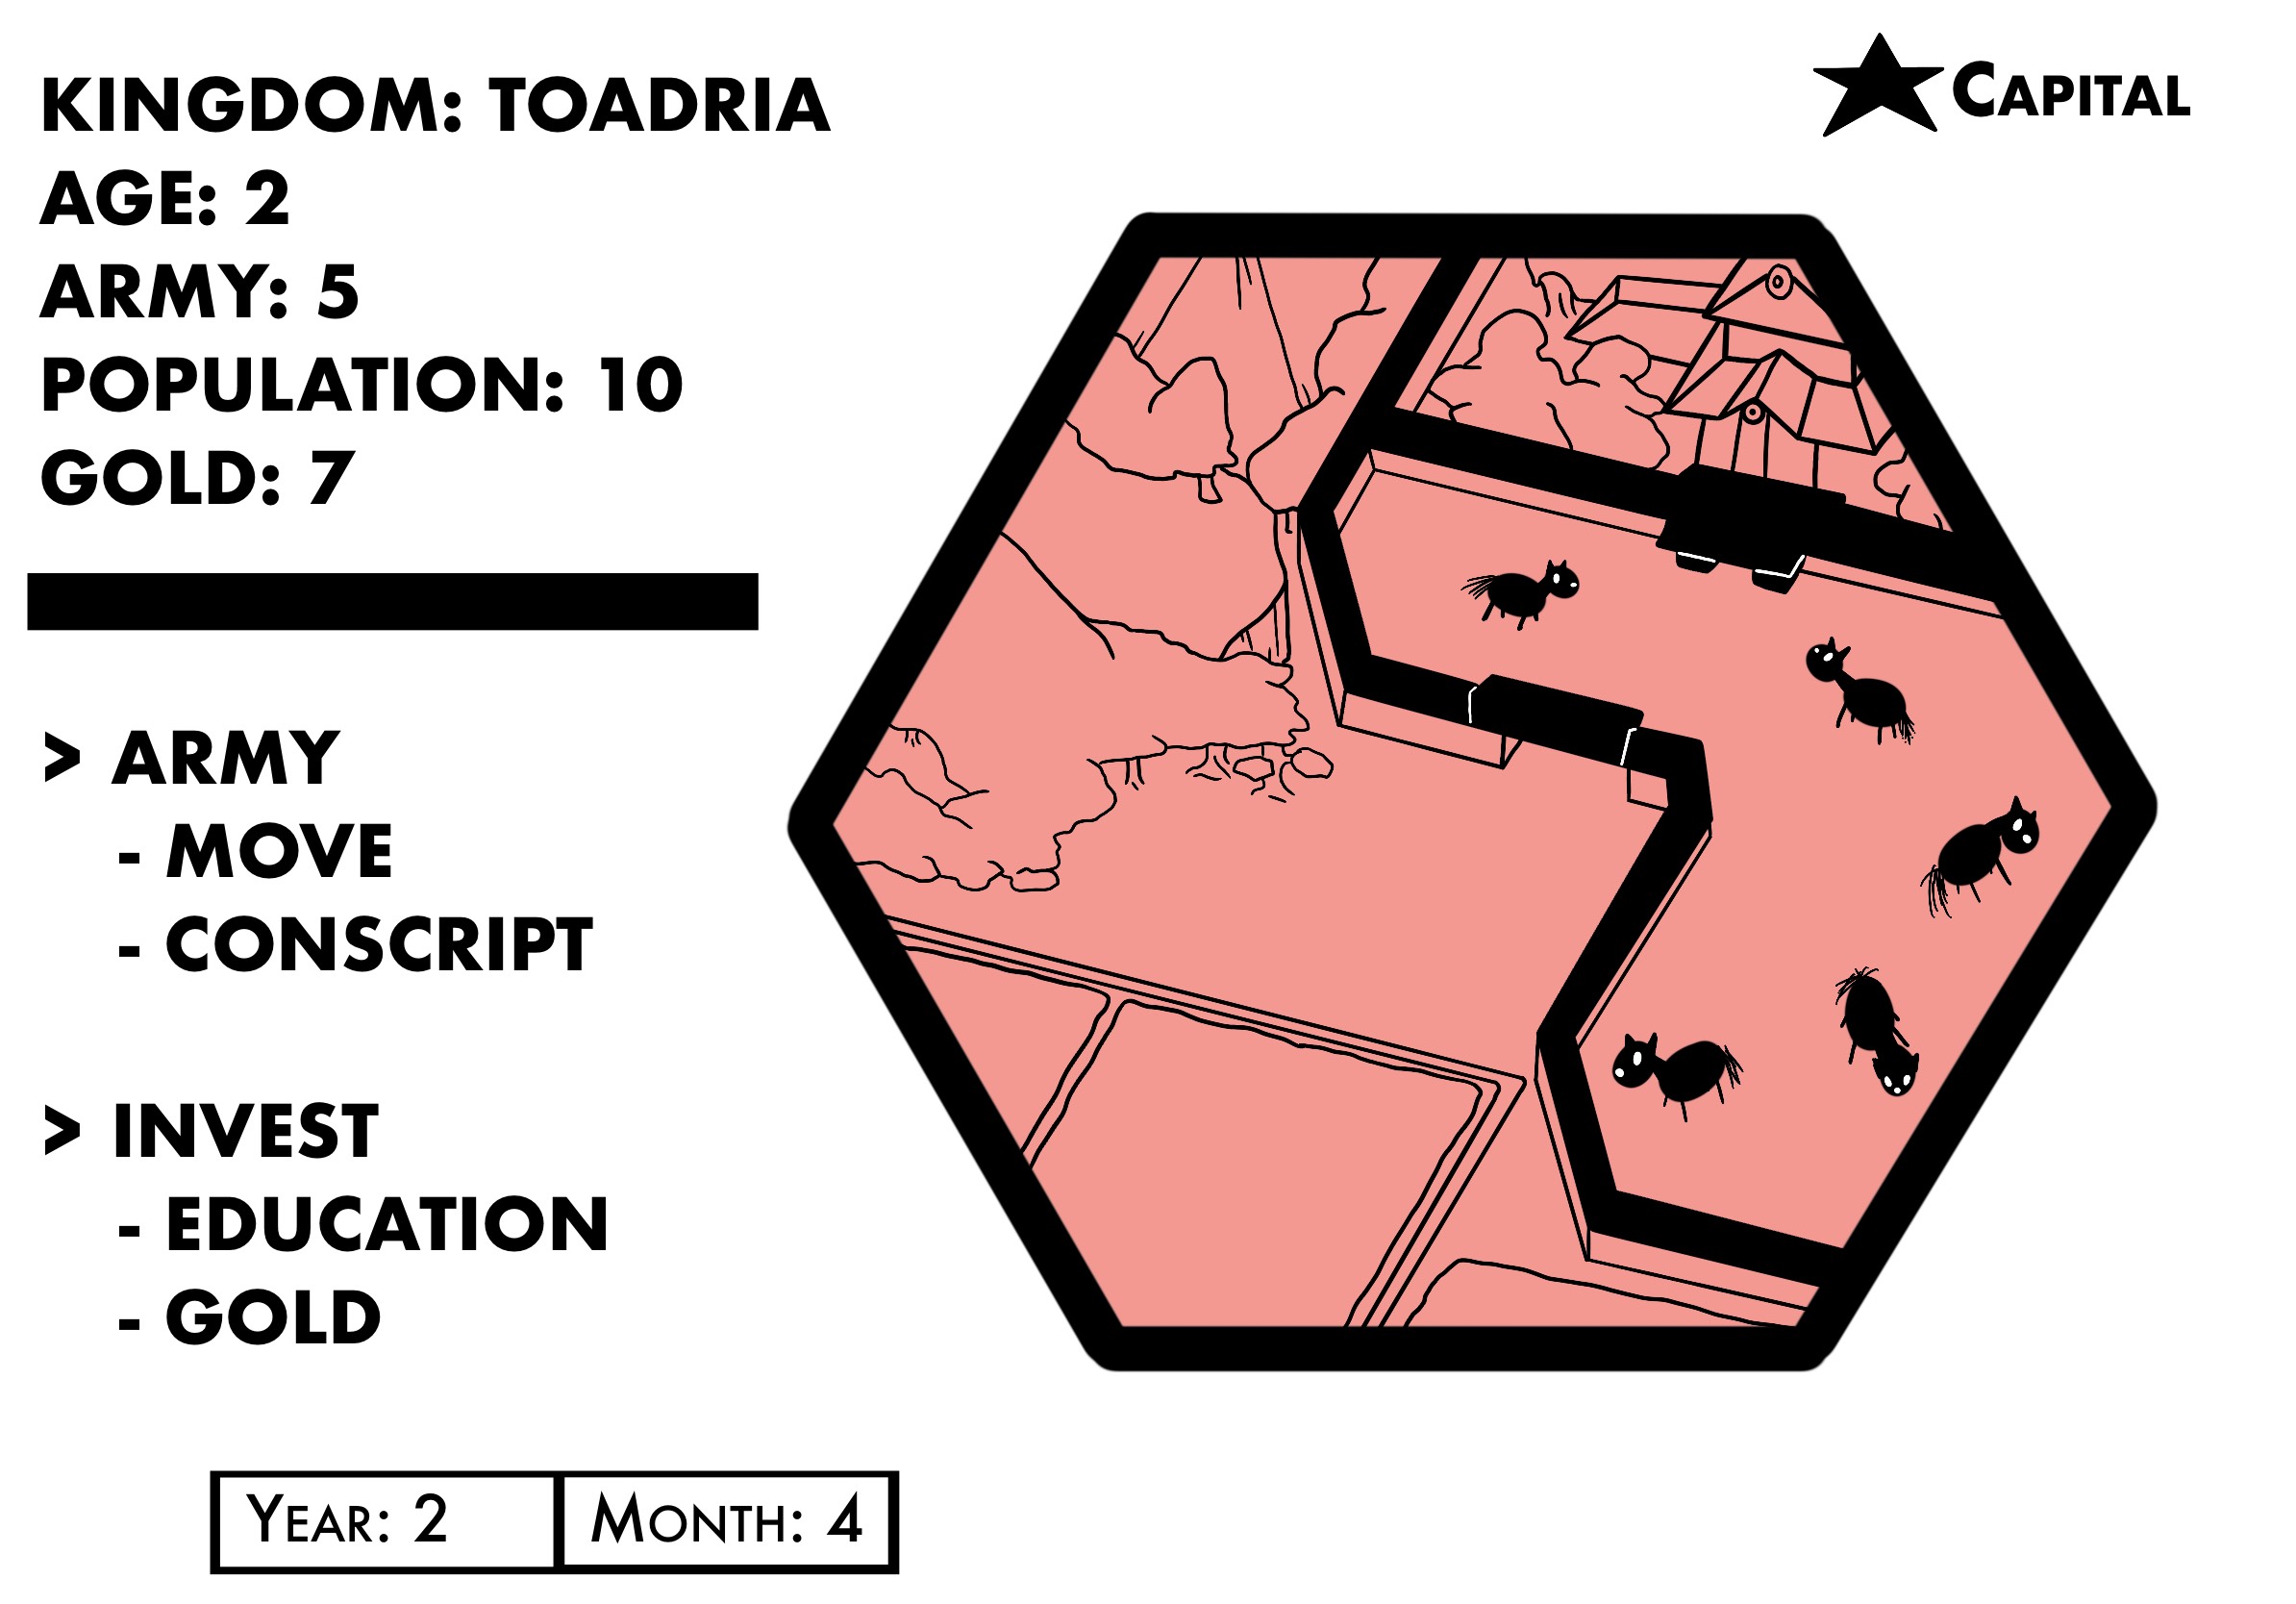 KINGDOM: TOADRIA
AGE: 2
ARMY: 5
POPULATION: 10
GOLD: 7
> ARMY
- MOVE
- CONSCRIPT
> INVEST
- EDUCATION
- GOLD
Capital
Year: 2
Month: 4